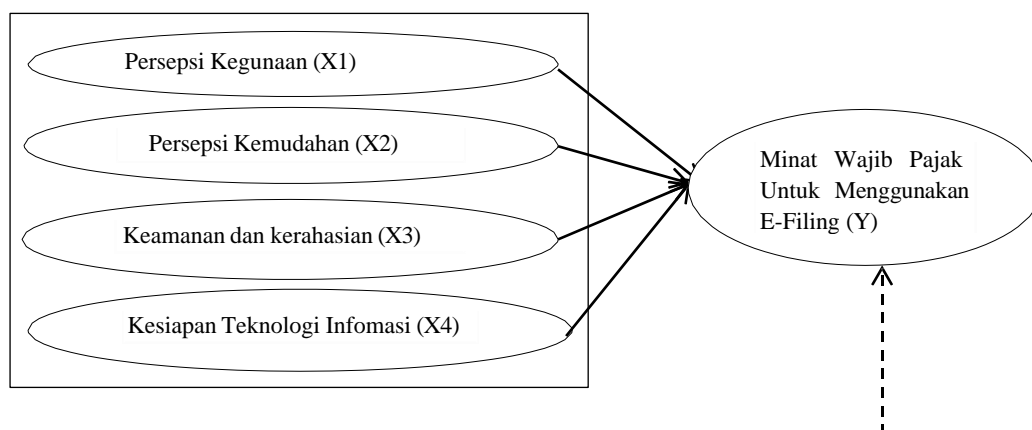 Persepsi Kegunaan (X1)
Persepsi Kemudahan (X2)
Keamanan dan kerahasian (X3)
Kesiapan Teknologi Infomasi (X4)
Minat Wajib Pajak
Untuk Menggunakan
E-Filing (Y)